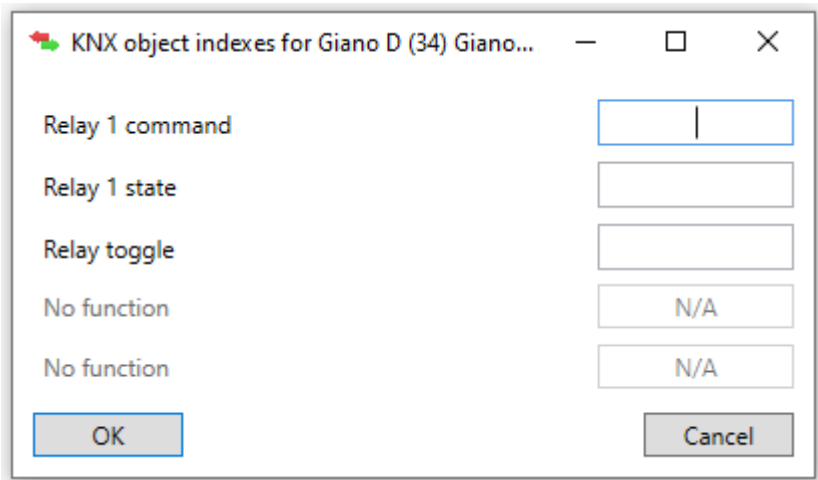 KNX object indexes for Giano D (34) Giano...
Relay 1 command
Relay 1 state
Relay toggle
No function N/A
No function N/A
OK Cancel